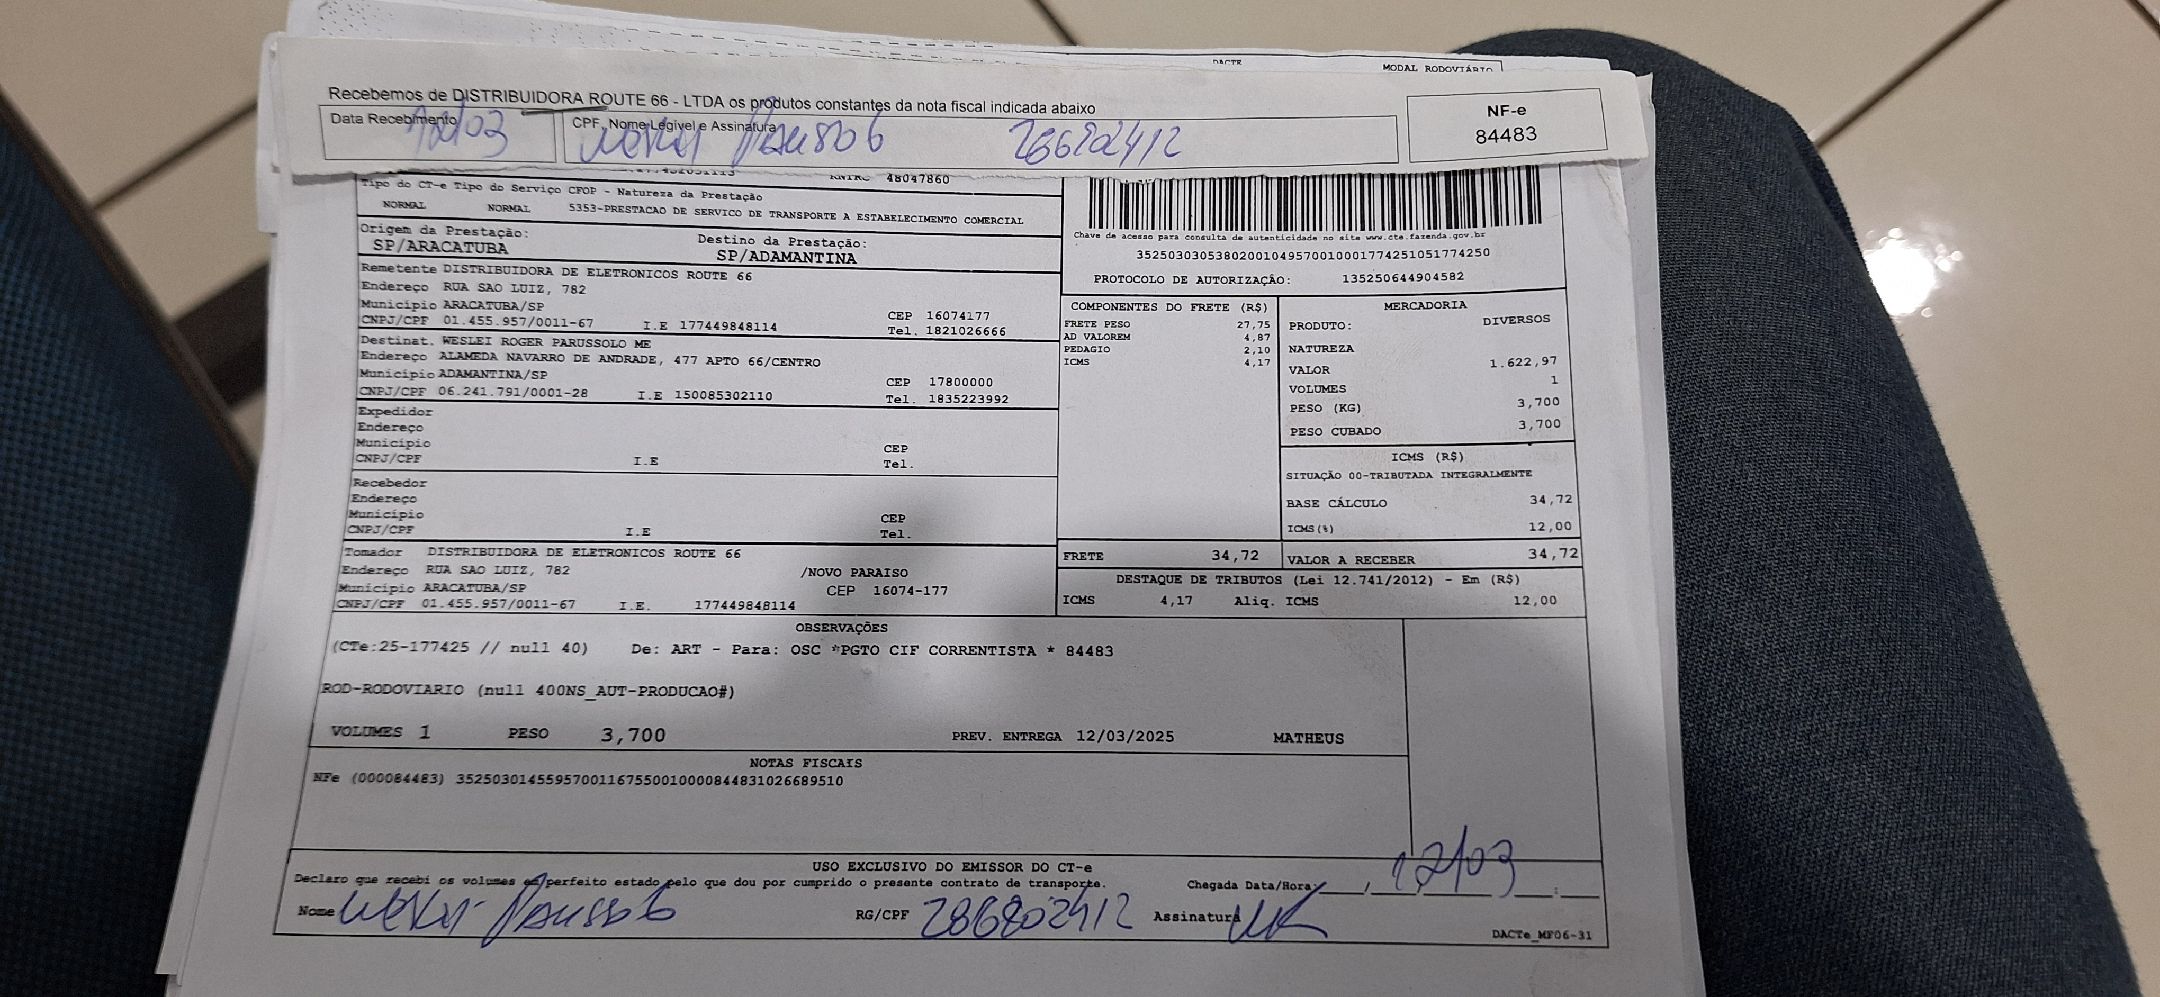 DACTE
MODAL RODOVIÁRIO
Recebemos de DISTRIBUIDORA ROUTE 66 - LTDA os produtos constantes da nota fiscal indicada abaixo
Data Recebimento
12/03
CPF, Nome Legível e Assinatura
286802412
NF-e
84483
48047860
Tipo do CT-e Tipo do Serviço CFOP - Natureza da Prestação
NORMAL NORMAL 5353-PRESTACAO DE SERVICO DE TRANSPORTE A ESTABELECIMENTO COMERCIAL
Origem da Prestação: Destino da Prestação:
SP/ARACATUBA SP/ADAMANTINA
Remetente DISTRIBUIDORA DE ELETRONICOS ROUTE 66
Endereço RUA SAO LUIZ, 782
Município ARACATUBA/SP CEP 16074177
CNPJ/CPF 01.455.957/0011-67 I.E 177449848114 Tel. 1821026666
Destinat. WESLEI ROGER PARUSSOLO ME
Endereço ALAMEDA NAVARRO DE ANDRADE, 477 APTO 66/CENTRO
Município ADAMANTINA/SP CEP 17800000
CNPJ/CPF 06.241.791/0001-28 I.E 150085302110 Tel. 1835223992
Expedidor
Endereço
Município CEP
CNPJ/CPF I.E Tel.
Recebedor
Endereço
Município CEP
CNPJ/CPF I.E Tel.
Tomador DISTRIBUIDORA DE ELETRONICOS ROUTE 66
Endereço RUA SAO LUIZ, 782 /NOVO PARAISO
Município ARACATUBA/SP CEP 16074-177
CNPJ/CPF 01.455.957/0011-67 I.E. 177449848114
Chave de acesso para consulta de autenticidade no site www.cte.fazenda.gov.br
35250303053802001049570010001774251051774250
PROTOCOLO DE AUTORIZAÇÃO: 135250644904582
COMPONENTES DO FRETE (R$)
FRETE PESO 27,75
AD VALOREM 4,87
PEDAGIO 2,10
ICMS 4,17
MERCADORIA
PRODUTO: DIVERSOS
NATUREZA
VALOR 1.622,97
VOLUMES 1
PESO (KG) 3,700
PESO CUBADO 3,700
ICMS (R$)
SITUAÇÃO 00-TRIBUTADA INTEGRALMENTE
BASE CÁLCULO 34,72
ICMS(%) 12,00
FRETE 34,72 VALOR A RECEBER 34,72
DESTAQUE DE TRIBUTOS (Lei 12.741/2012) - Em (R$)
ICMS 4,17 Aliq. ICMS 12,00
OBSERVAÇÕES
(CTe:25-177425 // null 40) De: ART - Para: OSC *PGTO CIF CORRENTISTA * 84483
ROD-RODOVIARIO (null 400NS_AUT-PRODUCAO#)
VOLUMES 1 PESO 3,700 PREV. ENTREGA 12/03/2025 MATHEUS
NOTAS FISCAIS
NFe (000084483) 35250301455957001167550010000844831026689510
USO EXCLUSIVO DO EMISSOR DO CT-e
Declaro que recebi os volumes em perfeito estado pelo que dou por cumprido o presente contrato de transporte. Chegada Data/Hora: 12/03
Nome RG/CPF 286802412 Assinatura
DACTe_MF06-31